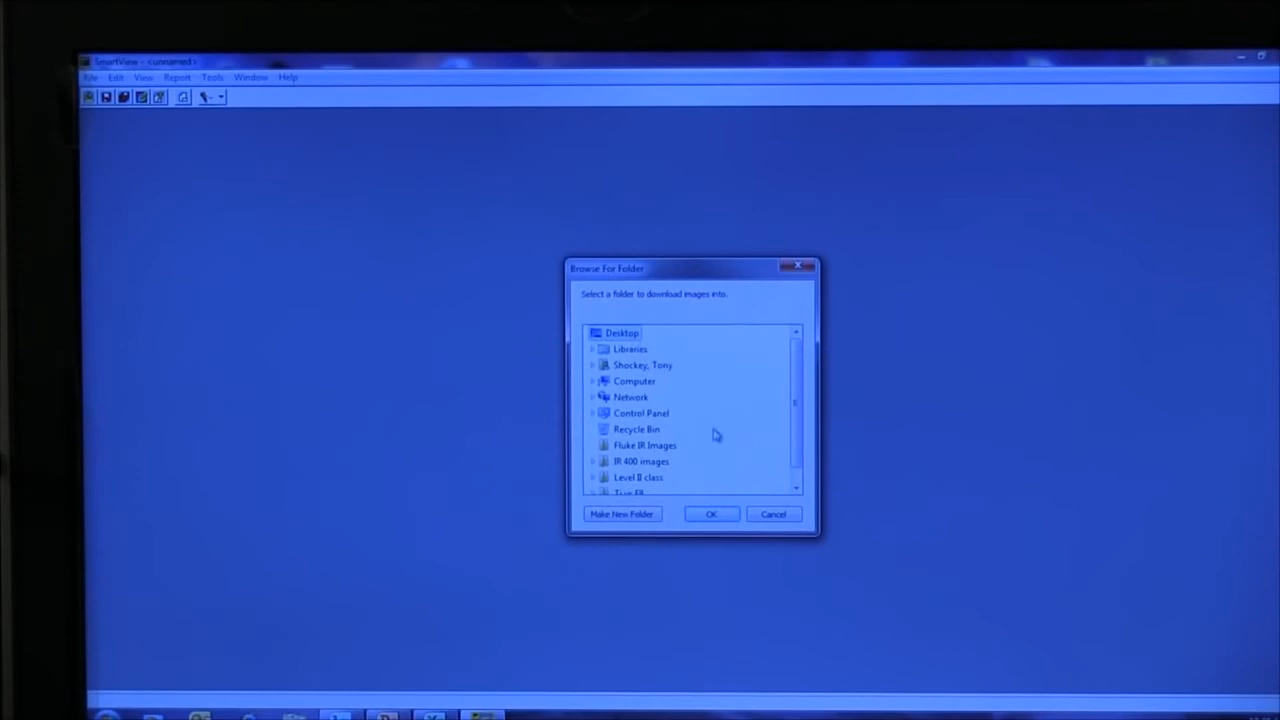 SmartView - <unnamed>
File Edit View Report Tools Window Help
Browse For Folder
Select a folder to download images into.
Desktop
Libraries
Shockey, Tony
Computer
Network
Control Panel
Recycle Bin
Fluke IR Images
IR 400 images
Level II class
Make New Folder OK Cancel